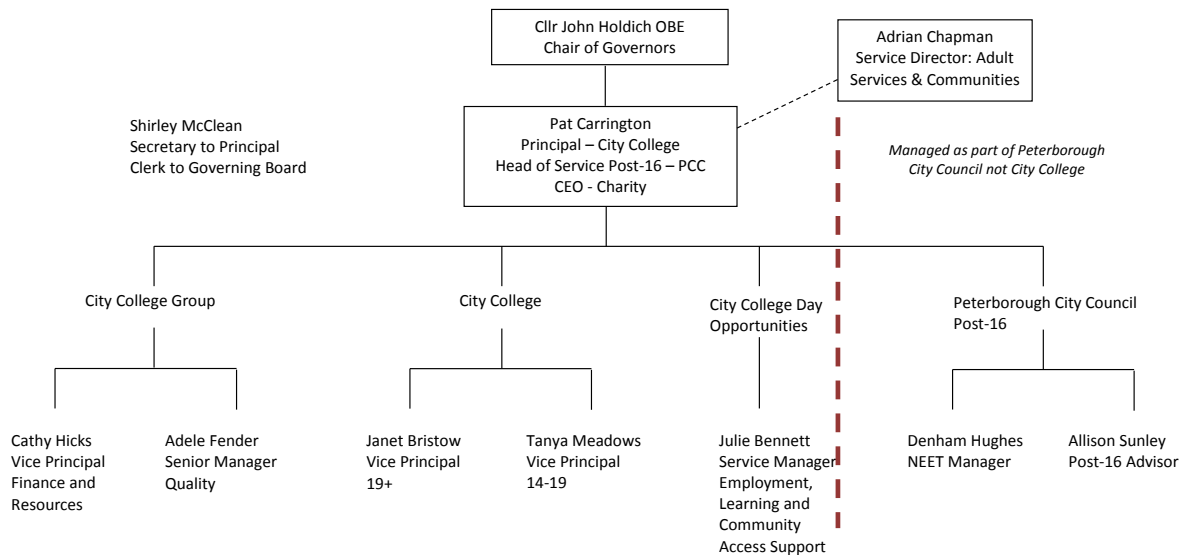 Cllr John Holdich OBE
Chair of Governors
Adrian Chapman
Service Director: Adult
Services & Communities
Shirley McClean
Secretary to Principal
Clerk to Governing Board
Pat Carrington
Principal – City College
Head of Service Post-16 – PCC
CEO - Charity
Managed as part of Peterborough
City Council not City College
City College Group
City College
City College Day
Opportunities
Peterborough City Council
Post-16
Cathy Hicks
Vice Principal
Finance and
Resources
Adele Fender
Senior Manager
Quality
Janet Bristow
Vice Principal
19+
Tanya Meadows
Vice Principal
14-19
Julie Bennett
Service Manager
Employment,
Learning and
Community
Access Support
Denham Hughes
NEET Manager
Allison Sunley
Post-16 Advisor